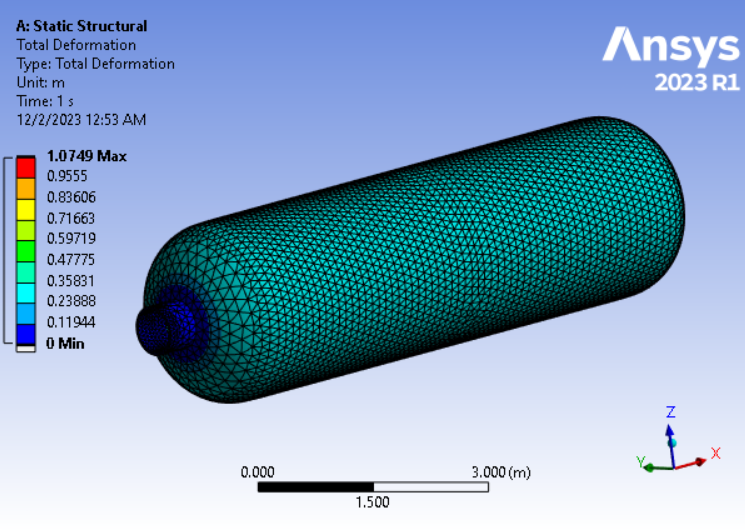 A: Static Structural
Total Deformation
Type: Total Deformation
Unit: m
Time: 1 s
12/2/2023 12:53 AM
Ansys
2023 R1
1.0749 Max
0.9555
0.83606
0.71663
0.59719
0.47775
0.35831
0.23888
0.11944
0 Min
Z
Y
X
0.000 3.000 (m)
1.500